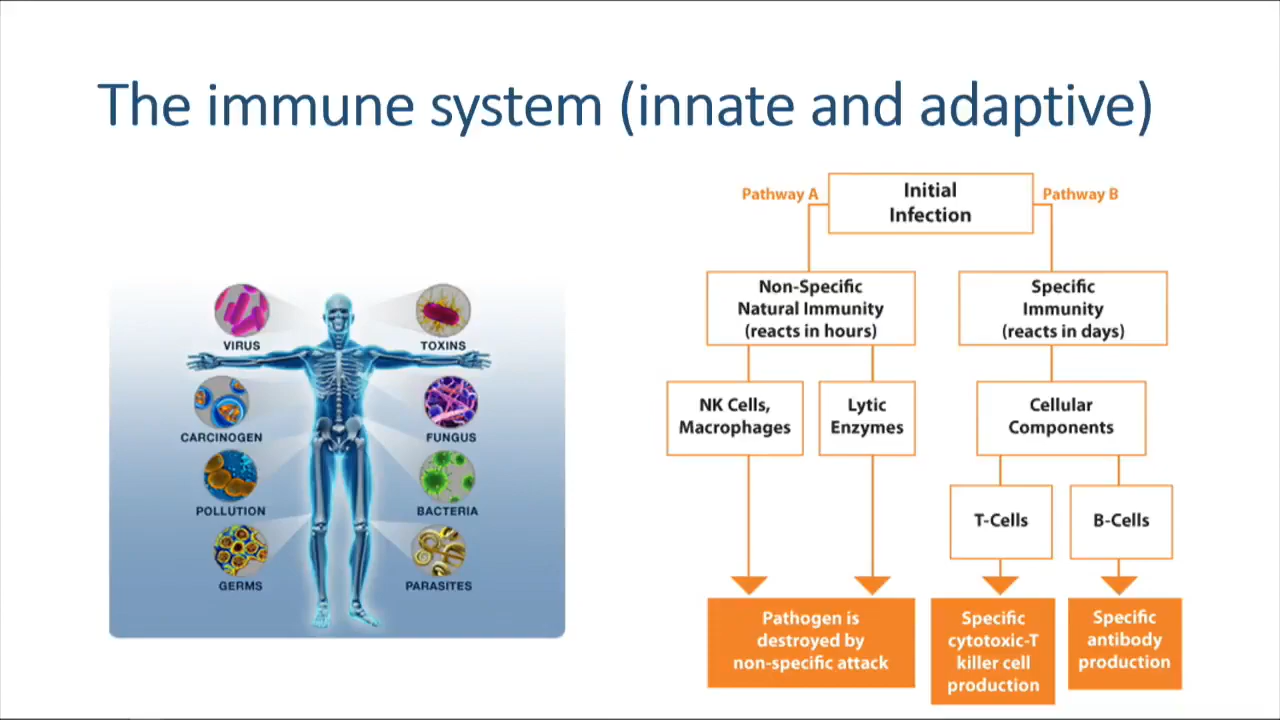 The immune system (innate and adaptive)
VIRUS
TOXINS
CARCINOGEN
FUNGUS
POLLUTION
BACTERIA
GERMS
PARASITES
Pathway A
Initial
Infection
Pathway B
Non-Specific
Natural Immunity
(reacts in hours)
Specific
Immunity
(reacts in days)
NK Cells,
Macrophages
Lytic
Enzymes
Cellular
Components
T-Cells
B-Cells
Pathogen is
destroyed by
non-specific attack
Specific
cytotoxic-T
killer cell
production
Specific
antibody
production